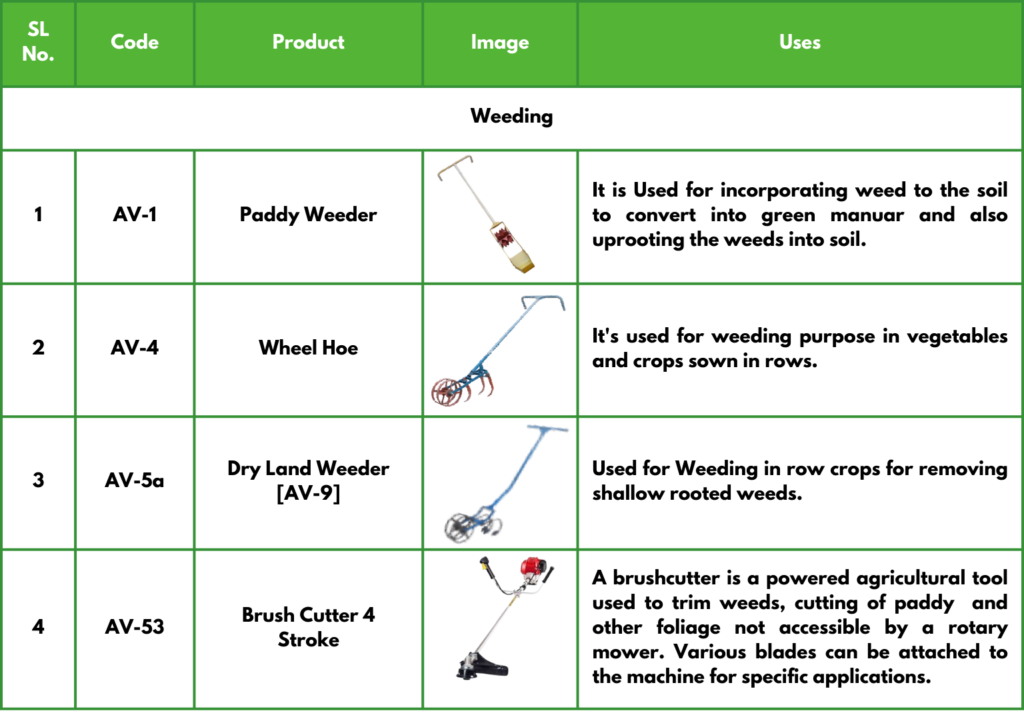 SL
No.
Code
Product
Image
Uses
Weeding
1
AV-1
Paddy Weeder
It is Used for incorporating weed to the soil
to convert into green manuar and also
uprooting the weeds into soil.
2
AV-4
Wheel Hoe
It's used for weeding purpose in vegetables
and crops sown in rows.
3
AV-5a
Dry Land Weeder
[AV-9]
Used for Weeding in row crops for removing
shallow rooted weeds.
4
AV-53
Brush Cutter 4
Stroke
A brushcutter is a powered agricultural tool
used to trim weeds, cutting of paddy and
other foliage not accessible by a rotary
mower. Various blades can be attached to
the machine for specific applications.